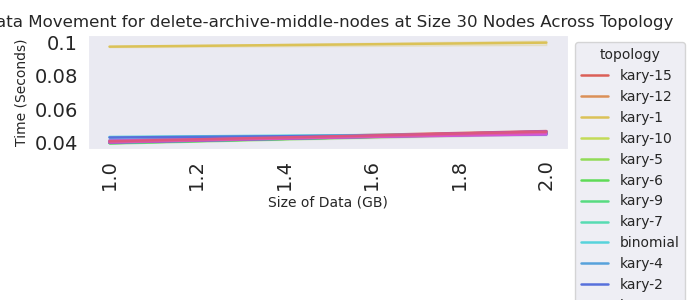 ata Movement for delete-archive-middle-nodes at Size 30 Nodes Across Topology
0.1
0.08
0.06
0.04
Time (Seconds)
1.0
1.2
1.4
1.6
1.8
2.0
Size of Data (GB)
topology
kary-15
kary-12
kary-1
kary-10
kary-5
kary-6
kary-9
kary-7
binomial
kary-4
kary-2